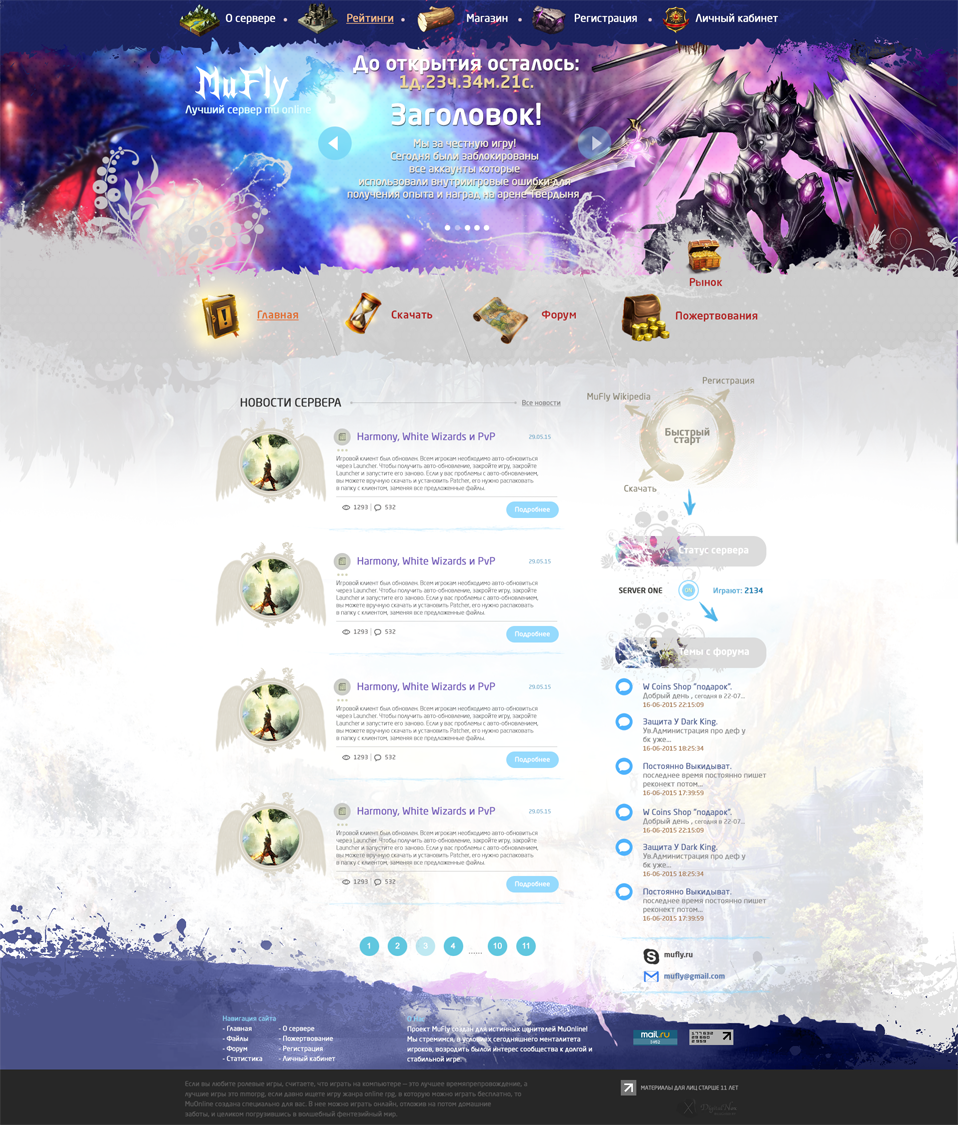 О сервере
Рейтинги
Магазин
Регистрация
Личный кабинет
MuFly
Лучший сервер mu online
До открытия осталось:
1д.23ч.34м.21с.
Заголовок!
Мы за честную игру!
Сегодня были заблокированы
все аккаунты которые
использовали внутриигровые ошибки для
получения опыта и наград на арене Твердыня
Рынок
Главная
Скачать
Форум
Пожертвования
НОВОСТИ СЕРВЕРА
Все новости
Harmony, White Wizards и PvP
29.05.15
Игровой клиент был обновлен. Всем игрокам необходимо авто-обновиться
через Launcher. Чтобы получить авто-обновление, закройте игру, закройте
Launcher и запустите его заново. Если у вас проблемы с авто-обновлением,
вы можете вручную скачать и установить Patcher, его нужно распаковать
в папку с клиентом, заменяя все предложенные файлы.
1293 | 532
Подробнее
Harmony, White Wizards и PvP
29.05.15
Игровой клиент был обновлен. Всем игрокам необходимо авто-обновиться
через Launcher. Чтобы получить авто-обновление, закройте игру, закройте
Launcher и запустите его заново. Если у вас проблемы с авто-обновлением,
вы можете вручную скачать и установить Patcher, его нужно распаковать
в папку с клиентом, заменяя все предложенные файлы.
1293 | 532
Подробнее
Harmony, White Wizards и PvP
29.05.15
Игровой клиент был обновлен. Всем игрокам необходимо авто-обновиться
через Launcher. Чтобы получить авто-обновление, закройте игру, закройте
Launcher и запустите его заново. Если у вас проблемы с авто-обновлением,
вы можете вручную скачать и установить Patcher, его нужно распаковать
в папку с клиентом, заменяя все предложенные файлы.
1293 | 532
Подробнее
Harmony, White Wizards и PvP
29.05.15
Игровой клиент был обновлен. Всем игрокам необходимо авто-обновиться
через Launcher. Чтобы получить авто-обновление, закройте игру, закройте
Launcher и запустите его заново. Если у вас проблемы с авто-обновлением,
вы можете вручную скачать и установить Patcher, его нужно распаковать
в папку с клиентом, заменяя все предложенные файлы.
1293 | 532
Подробнее
1 2 3 4 ...... 10 11
Регистрация
MuFly Wikipedia
Быстрый
старт
Скачать
Статус сервера
SERVER ONE
Играют: 2134
Темы с форума
W Coins Shop "подарок".
Добрый день , сегодня в 22-07...
16-06-2015 22:15:09
Защита У Dark King.
Ув.Администрация про деф у
бк уже...
16-06-2015 18:25:34
Постоянно Выкидыват.
последнее время постоянно пишет
реконект потом...
16-06-2015 17:39:59
W Coins Shop "подарок".
Добрый день , сегодня в 22-07...
16-06-2015 22:15:09
Защита У Dark King.
Ув.Администрация про деф у
бк уже...
16-06-2015 18:25:34
Постоянно Выкидыват.
последнее время постоянно пишет
реконект потом...
16-06-2015 17:39:59
mufly.ru
mufly@gmail.com
Навигация сайта
- Главная
- Файлы
- Форум
- Статистика
- О сервере
- Пожертвование
- Регистрация
- Личный кабинет
Проект MuFly создан для истинных ценителей MuOnline!
Мы стремимся, в условиях сегодняшнего менталитета
игроков, возродить былой интерес сообщества к долгой и
стабильной игре.
mail.ru
Если вы любите ролевые игры, считаете, что играть на компьютере – это лучшее времяпрепровождение, а
лучшие игры это mmorpg, если давно ищете игру жанра online rpg, в которую можно играть бесплатно, то
MuOnline создана специально для вас. В нее можно играть онлайн, отложив на потом домашние
заботы, и целиком погрузившись в волшебный фентезийный мир.
МАТЕРИАЛЫ ДЛЯ ЛИЦ СТАРШЕ 11 ЛЕТ